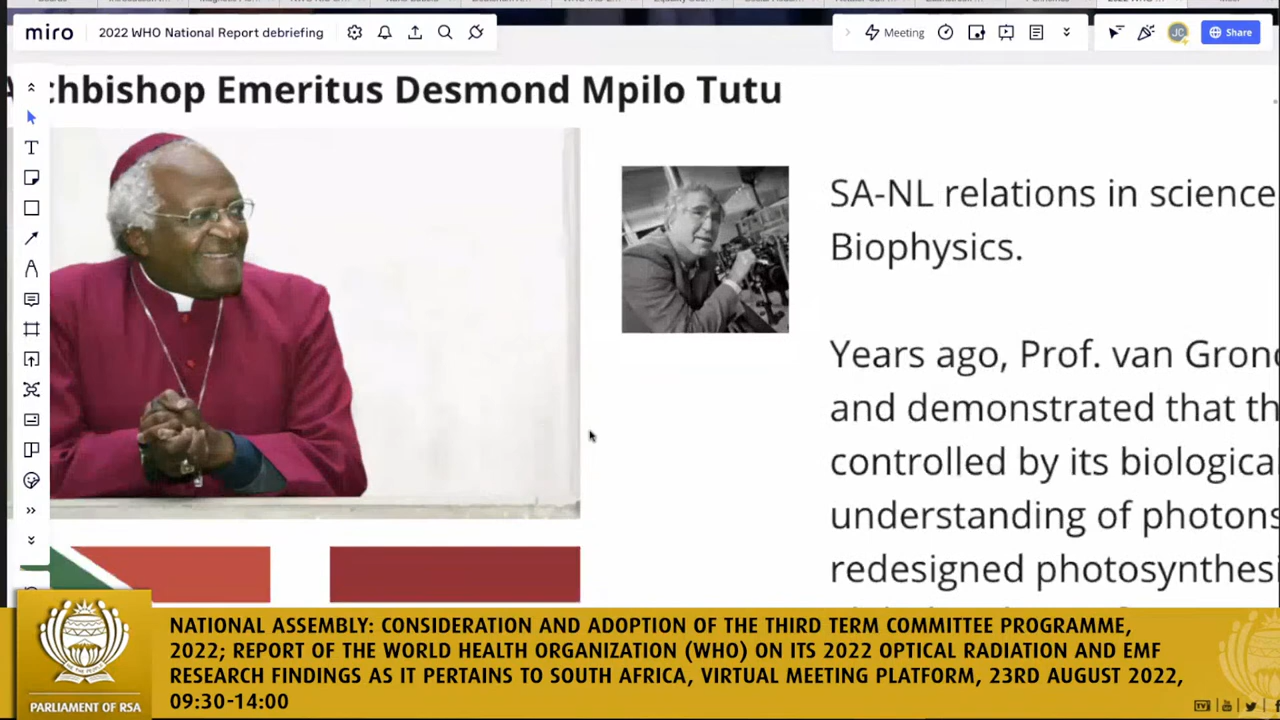 miro
2022 WHO National Report debriefing
Meeting
JC
Share
Archbishop Emeritus Desmond Mpilo Tutu
SA-NL relations in science
Biophysics.
Years ago, Prof. van Grond
and demonstrated that th
controlled by its biologica
understanding of photons
redesigned photosynthesi
NATIONAL ASSEMBLY: CONSIDERATION AND ADOPTION OF THE THIRD TERM COMMITTEE PROGRAMME,
2022; REPORT OF THE WORLD HEALTH ORGANIZATION (WHO) ON ITS 2022 OPTICAL RADIATION AND EMF
RESEARCH FINDINGS AS IT PERTAINS TO SOUTH AFRICA, VIRTUAL MEETING PLATFORM, 23RD AUGUST 2022,
09:30-14:00
PARLIAMENT OF RSA